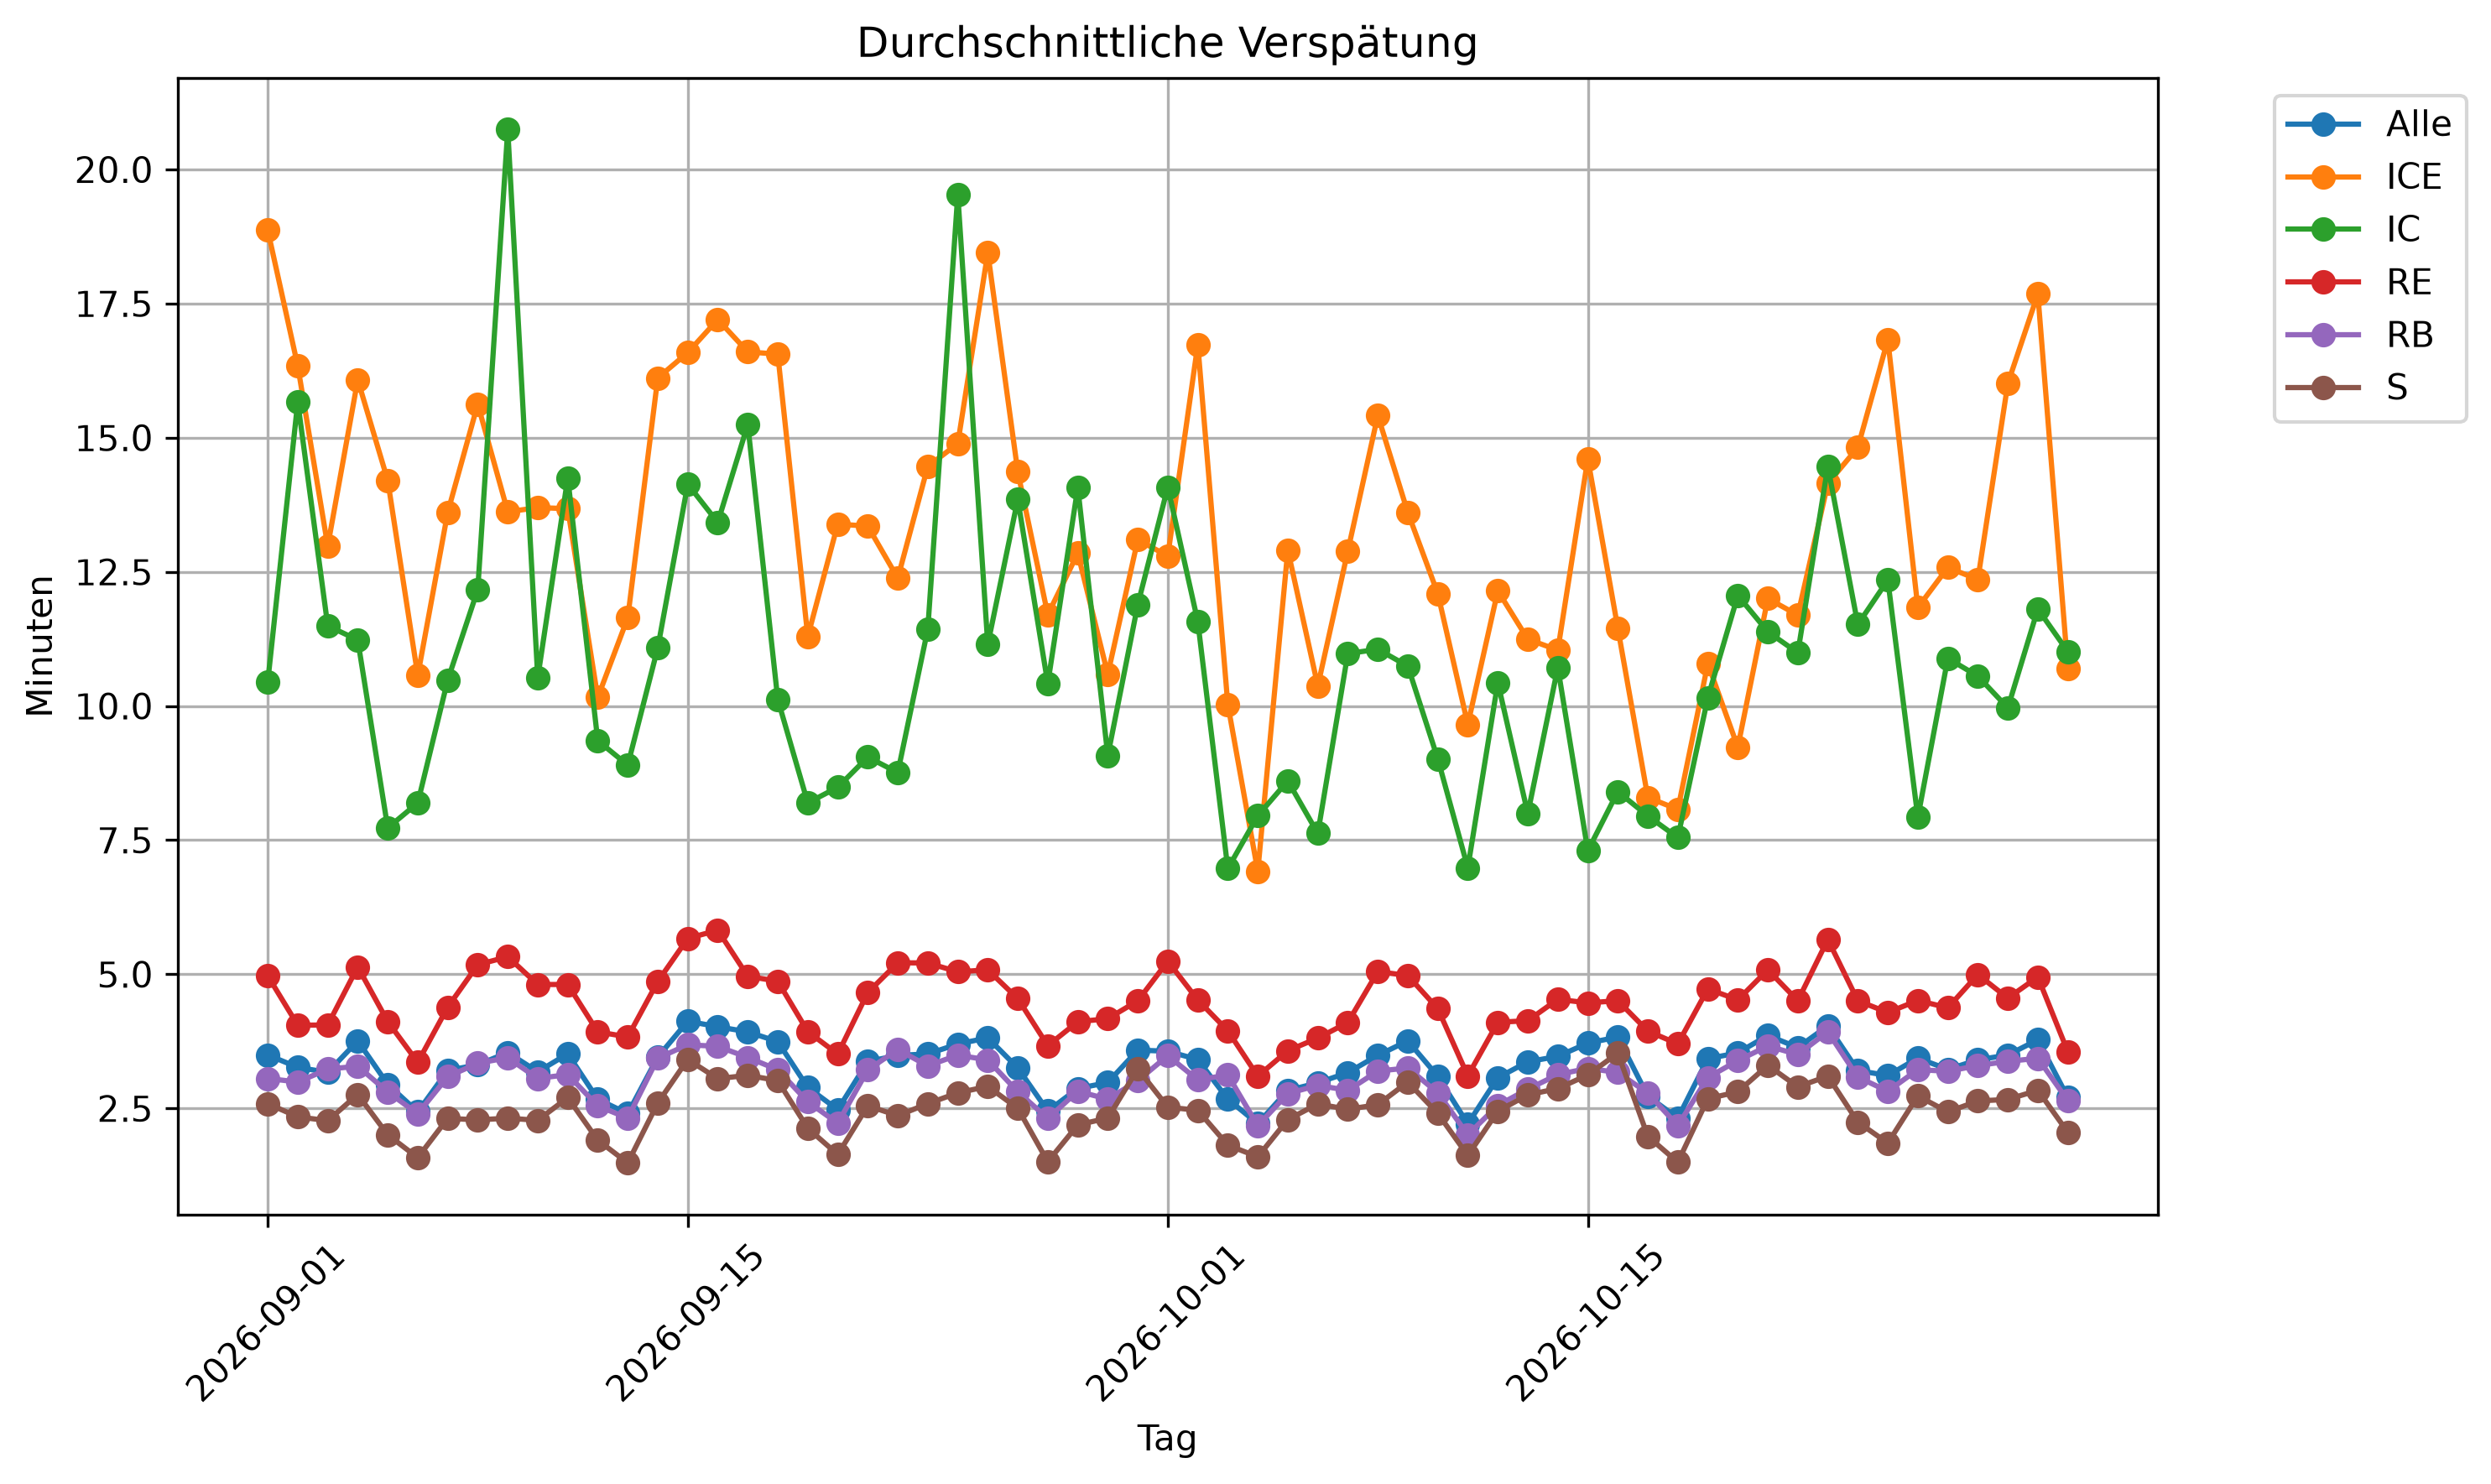 Durchschnittliche Verspätung
Minuten
20.0
17.5
15.0
12.5
10.0
7.5
5.0
2.5
2026-09-01
2026-09-15
2026-10-01
2026-10-15
Tag
Alle
ICE
IC
RE
RB
S